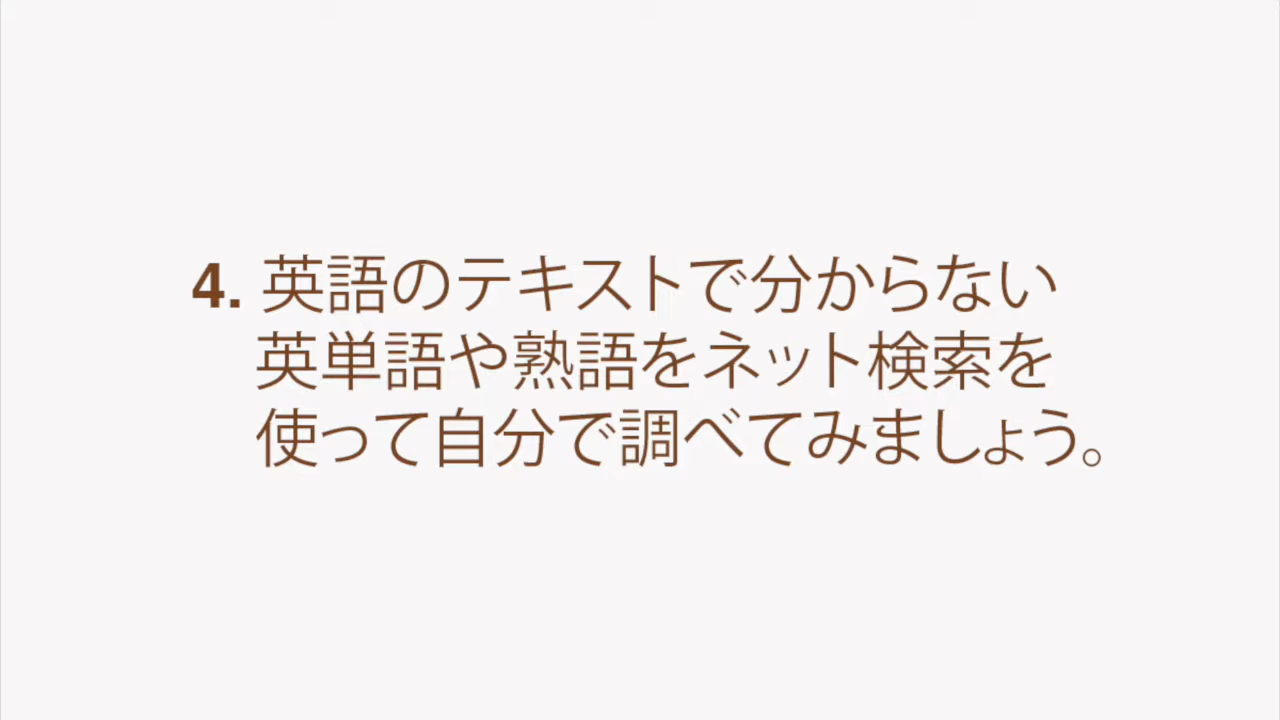 4. 英語のテキストで分からない
英単語や熟語をネット検索を
使って自分で調べてみましょう。